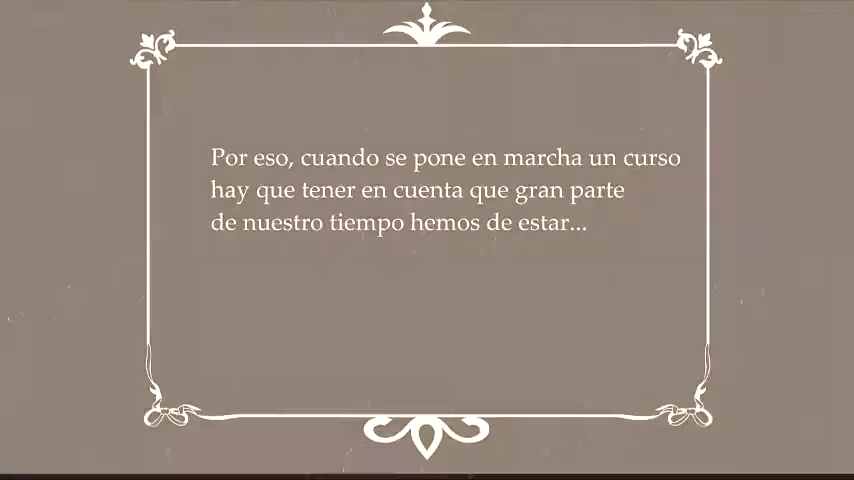 Por eso, cuando se pone en marcha un curso
hay que tener en cuenta que gran parte
de nuestro tiempo hemos de estar...